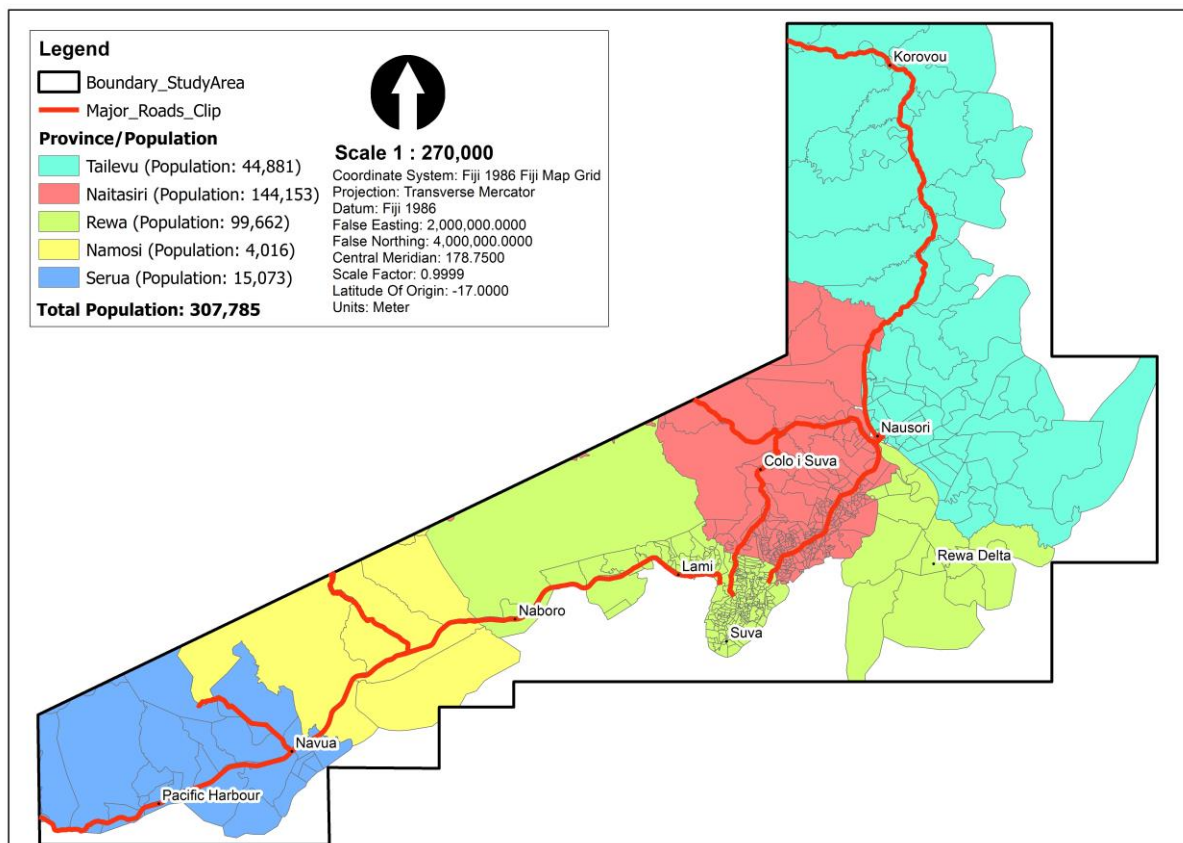 Legend
Boundary_StudyArea
Major_Roads_Clip
Province/Population
Tailevu (Population: 44,881)
Naitasiri (Population: 144,153)
Rewa (Population: 99,662)
Namosi (Population: 4,016)
Serua (Population: 15,073)
Total Population: 307,785
Scale 1 : 270,000
Coordinate System: Fiji 1986 Fiji Map Grid
Projection: Transverse Mercator
Datum: Fiji 1986
False Easting: 2,000,000.0000
False Northing: 4,000,000.0000
Central Meridian: 178.7500
Scale Factor: 0.9999
Latitude Of Origin: -17.0000
Units: Meter
Korovou
Nausori
Colo i Suva
Rewa Delta
Lami
Naboro
Suva
Navua
Pacific Harbour